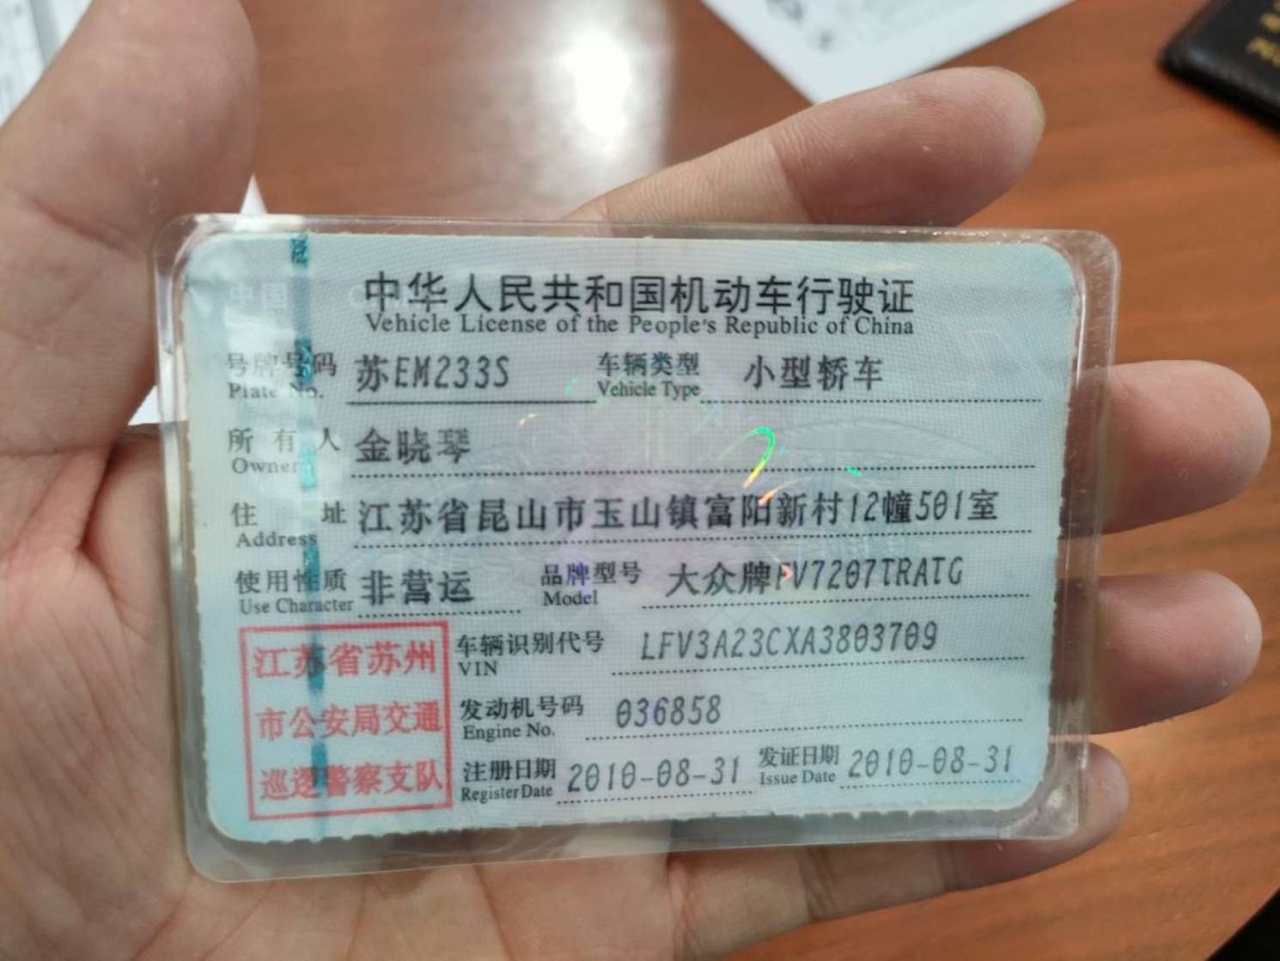 中华人民共和国机动车行驶证
Vehicle License of the People's Republic of China
号牌号码 苏EM233S 车辆类型 小型轿车
Plate No. Vehicle Type
所有人 金晓琴
Owner
住址 江苏省昆山市玉山镇富阳新村12幢501室
Address
使用性质 非营运 品牌型号 大众牌FV7207TRATG
Use Character Model
江苏省苏州
市公安局交通
巡逻警察支队
车辆识别代号 LFV3A23CXA3803709
VIN
发动机号码 036858
Engine No.
注册日期 2010-08-31 发证日期 2010-08-31
Register Date Issue Date